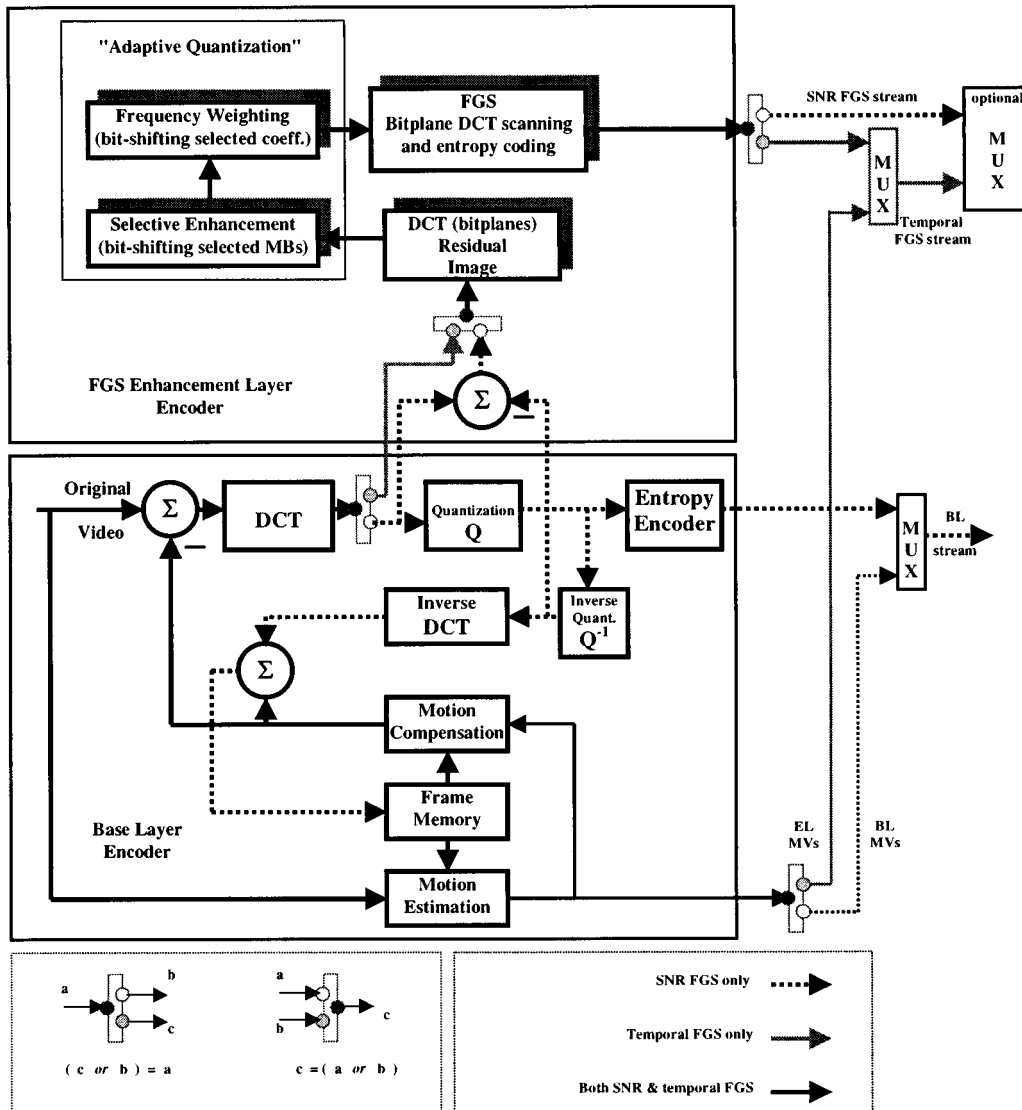 "Adaptive Quantization"
Frequency Weighting
(bit-shifting selected coeff.)
FGS
Bitplane DCT scanning
and entropy coding
Selective Enhancement
(bit-shifting selected MBs)
DCT (bitplanes)
Residual
Image
SNR FGS stream
optional
M
U
X
M
U
X
Temporal
FGS stream
FGS Enhancement Layer
Encoder
Σ
−
Original
Video
Σ
−
DCT
Quantization
Q
Entropy
Encoder
M
U
X
BL
stream
Inverse
DCT
Inverse
Quant.
Q-1
Σ
Motion
Compensation
Frame
Memory
Motion
Estimation
Base Layer
Encoder
EL
MVs
BL
MVs
a
b
c
( c or b ) = a
a
b
c
c = ( a or b )
SNR FGS only
Temporal FGS only
Both SNR & temporal FGS